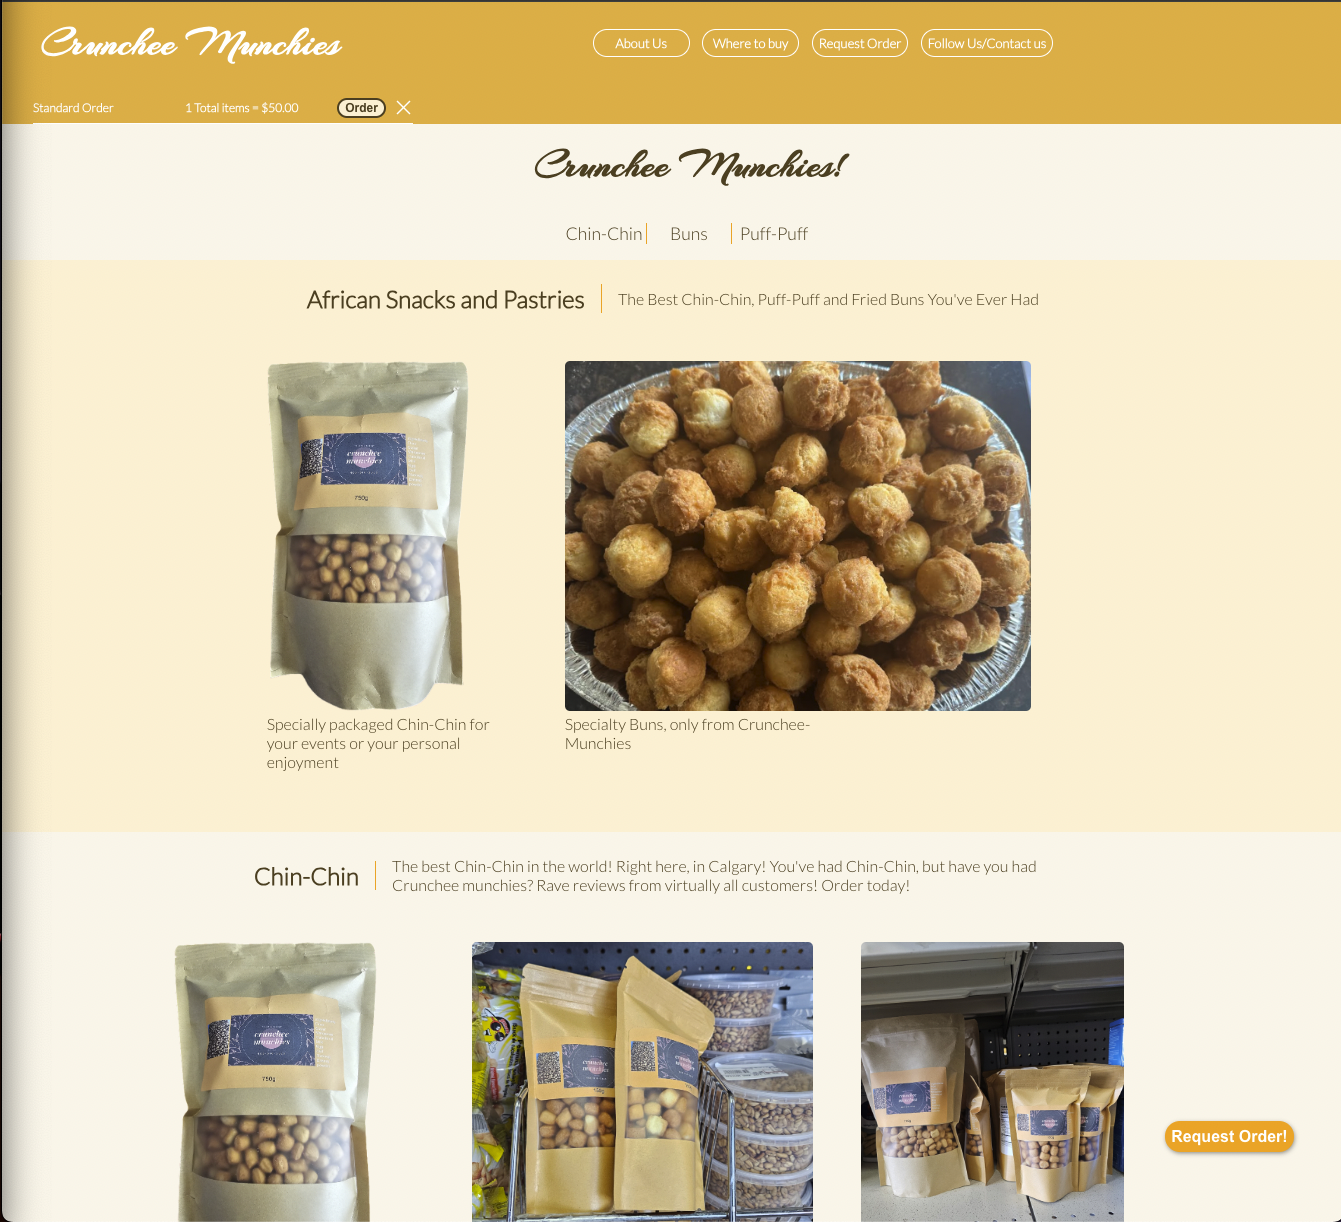 Crunchee Munchies
About Us
Where to buy
Request Order
Follow Us/Contact us
Standard Order
1 Total items = $50.00
Order
Crunchee Munchies!
Chin-Chin
Buns
Puff-Puff
African Snacks and Pastries
The Best Chin-Chin, Puff-Puff and Fried Buns You've Ever Had
crunchee
munchies
750g
Specially packaged Chin-Chin for
your events or your personal
enjoyment
Specialty Buns, only from Crunchee-
Munchies
Chin-Chin
The best Chin-Chin in the world! Right here, in Calgary! You've had Chin-Chin, but have you had
Crunchee munchies? Rave reviews from virtually all customers! Order today!
crunchee
munchies
750g
crunchee
munchies
crunchee
munchies
Request Order!